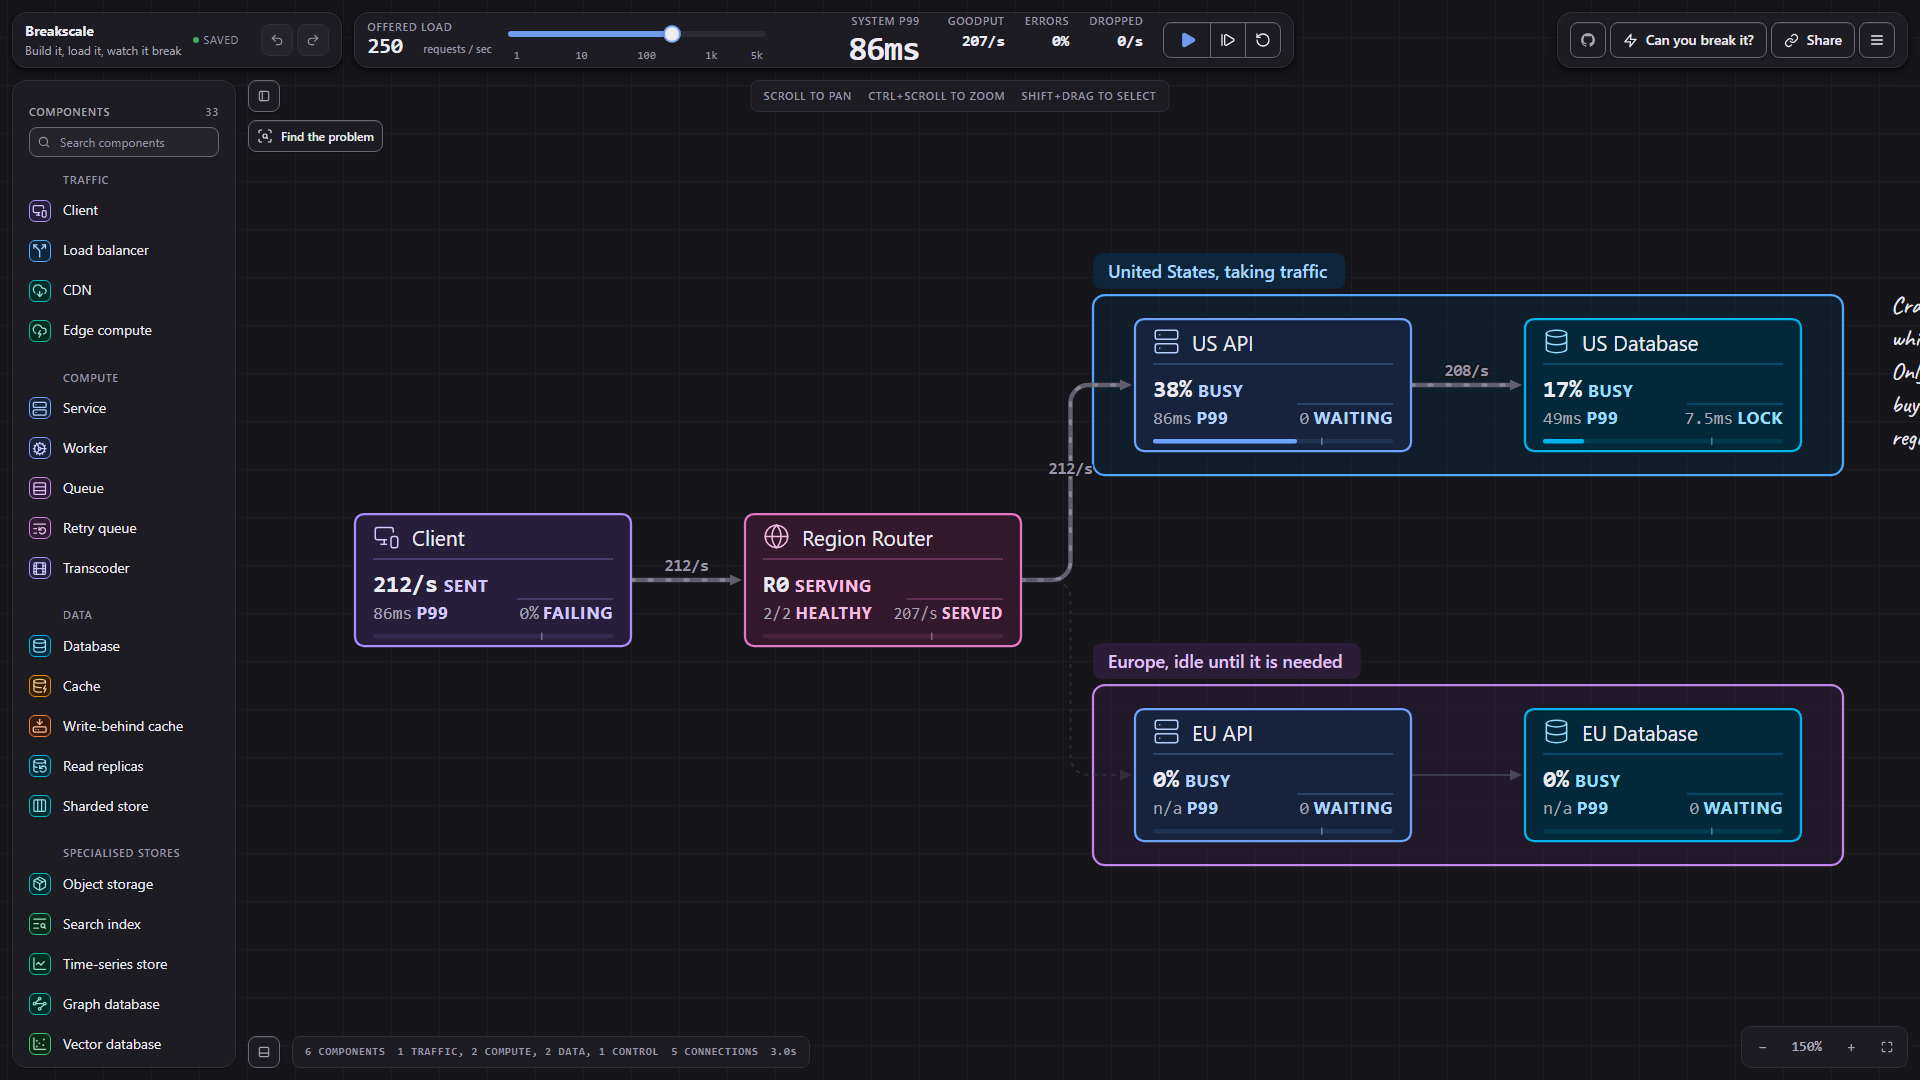 Breakscale
Build it, load it, watch it break
SAVED
OFFERED LOAD
250 requests / sec
1 10 100 1k 5k
SYSTEM P99
86ms
GOODPUT
207/s
ERRORS
0%
DROPPED
0/s
Can you break it?
Share
SCROLL TO PAN CTRL+SCROLL TO ZOOM SHIFT+DRAG TO SELECT
Find the problem
COMPONENTS 33
Search components
TRAFFIC
Client
Load balancer
CDN
Edge compute
COMPUTE
Service
Worker
Queue
Retry queue
Transcoder
DATA
Database
Cache
Write-behind cache
Read replicas
Sharded store
SPECIALISED STORES
Object storage
Search index
Time-series store
Graph database
Vector database
Client
212/s SENT
86ms P99 0% FAILING
212/s
Region Router
R0 SERVING
2/2 HEALTHY 207/s SERVED
212/s
United States, taking traffic
US API
38% BUSY
86ms P99 0 WAITING
208/s
US Database
17% BUSY
49ms P99 7.5ms LOCK
Europe, idle until it is needed
EU API
0% BUSY
n/a P99 0 WAITING
EU Database
0% BUSY
n/a P99 0 WAITING
buy
6 COMPONENTS 1 TRAFFIC, 2 COMPUTE, 2 DATA, 1 CONTROL 5 CONNECTIONS 3.0s
− 150% +